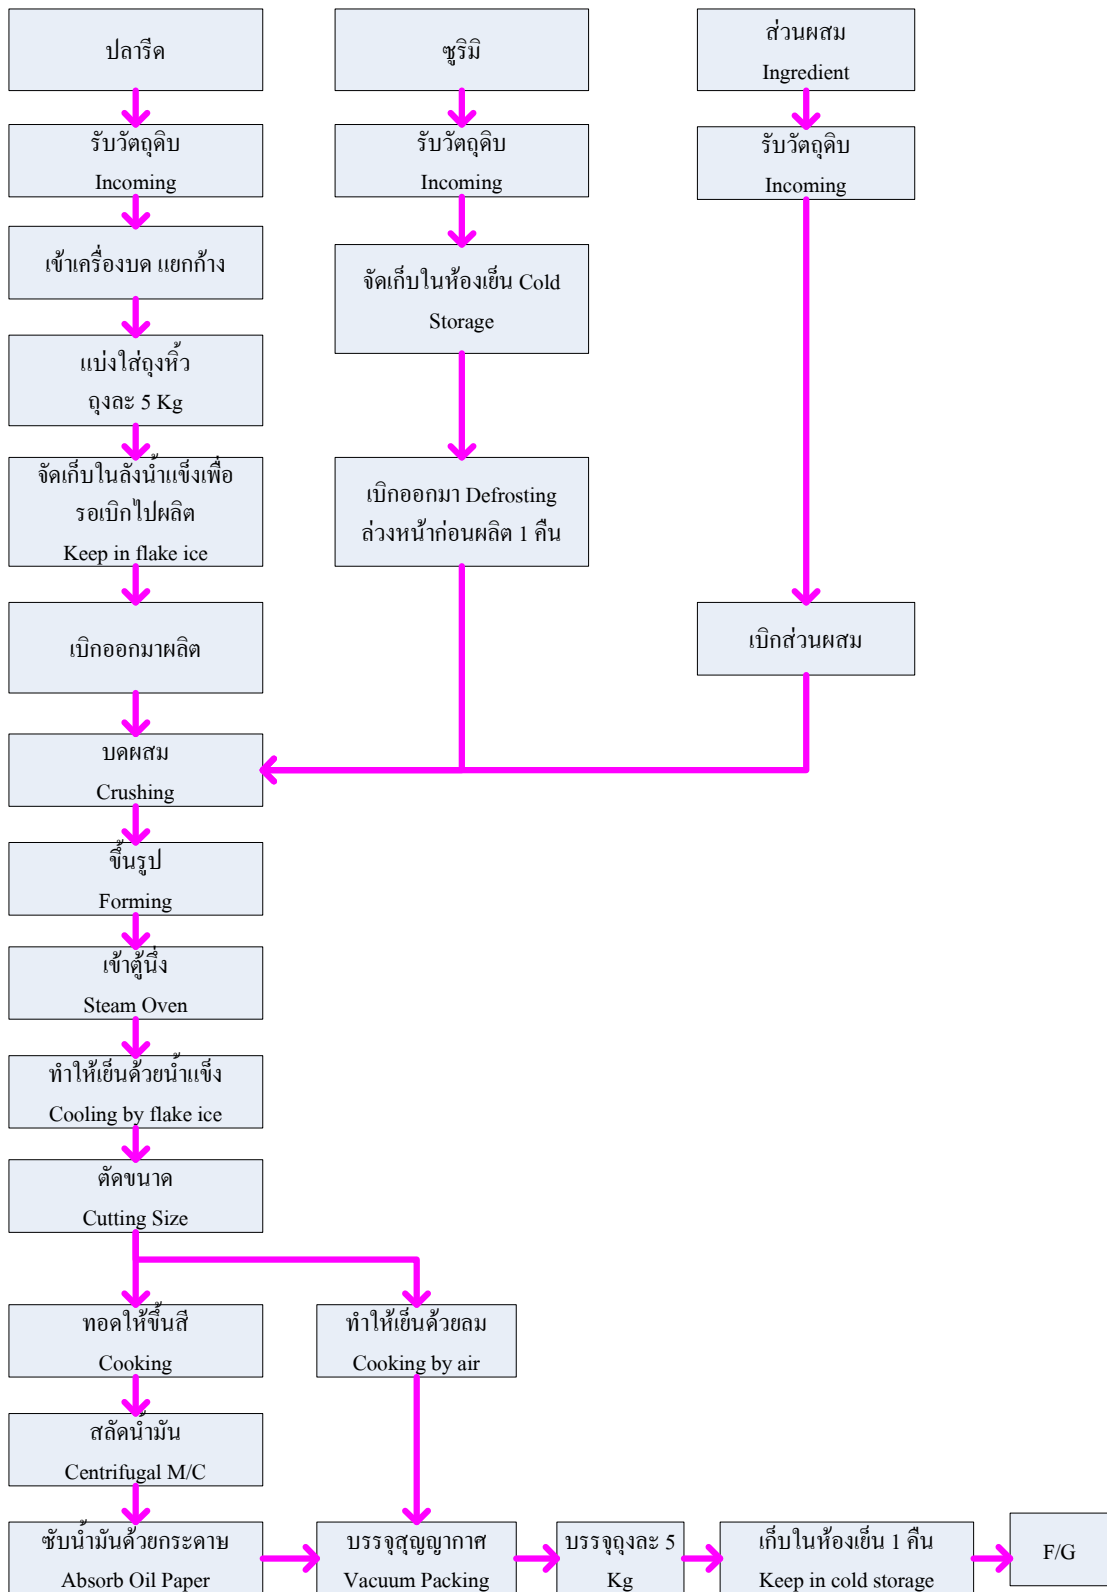 ปลารีด
ซูริมิ
ส่วนผสม
Ingredient
รับวัตถุดิบ
Incoming
รับวัตถุดิบ
Incoming
รับวัตถุดิบ
Incoming
เข้าเครื่องบด แยกก้าง
จัดเก็บในห้องเย็น Cold
Storage
แบ่งใส่ถุงหิ้ว
ถุงละ 5 Kg
จัดเก็บในลังน้ำแข็งเพื่อ
รอเบิกไปผลิต
Keep in flake ice
เบิกออกมา Defrosting
ล่วงหน้าก่อนผลิต 1 คืน
เบิกออกมาผลิต
เบิกส่วนผสม
บดผสม
Crushing
ขึ้นรูป
Forming
เข้าตู้นึ่ง
Steam Oven
ทำให้เย็นด้วยน้ำแข็ง
Cooling by flake ice
ตัดขนาด
Cutting Size
ทอดให้ขึ้นสี
Cooking
ทำให้เย็นด้วยลม
Cooking by air
สลัดน้ำมัน
Centrifugal M/C
ซับน้ำมันด้วยกระดาษ
Absorb Oil Paper
บรรจุสุญญากาศ
Vacuum Packing
บรรจุถุงละ 5
Kg
เก็บในห้องเย็น 1 คืน
Keep in cold storage
F/G